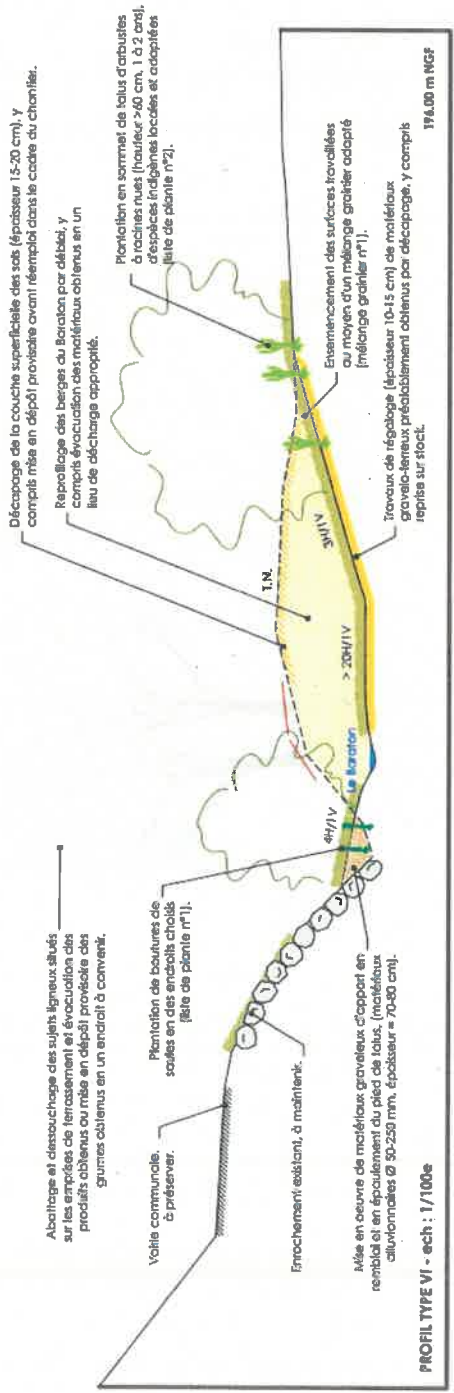 Abattage et dessouchage des sujets ligneux situés
sur les emprises de terrassement et évacuation des
produits obtenus ou mise en dépôt provisoire des
grumes obtenus en un endroit à convenir.
Décapage de la couche superficielle des sols (épaisseur 15-20 cm), y
compris mise en dépôt provisoire avant réemploi dans le cadre du chantier.
Reprofilage des berges du Baraton par déblai, y
compris évacuation des matériaux obtenus en un
lieu de décharge approprié.
Plantation en sommet de talus d'arbustes
à racines nues (hauteur >60 cm, 1 à 2 ans),
d'espèces indigènes locales et adaptées
(liste de plante n°2).
Voirie communale,
à préserver.
Plantation de boutures de
saules en des endroits choisis
(liste de plante n°1).
T.N.
4H/1V
Le Baraton
> 20H/1V
3H/1V
Enrochement existant, à maintenir.
Ensemencement des surfaces travaillées
au moyen d'un mélange grainier adapté
(mélange grainier n°1).
Mise en oeuvre de matériaux graveleux d'apport en
remblai et en épaulement du pied de talus, (matériaux
alluvionnaires Ø 50-250 mm, épaisseur = 70-80 cm).
Travaux de régalage (épaisseur 10-15 cm) de matériaux
gravelo-terreux préalablement obtenus par décapage, y compris
reprise sur stock.
PROFIL TYPE VI - ech : 1/100e
196.00 m NGF